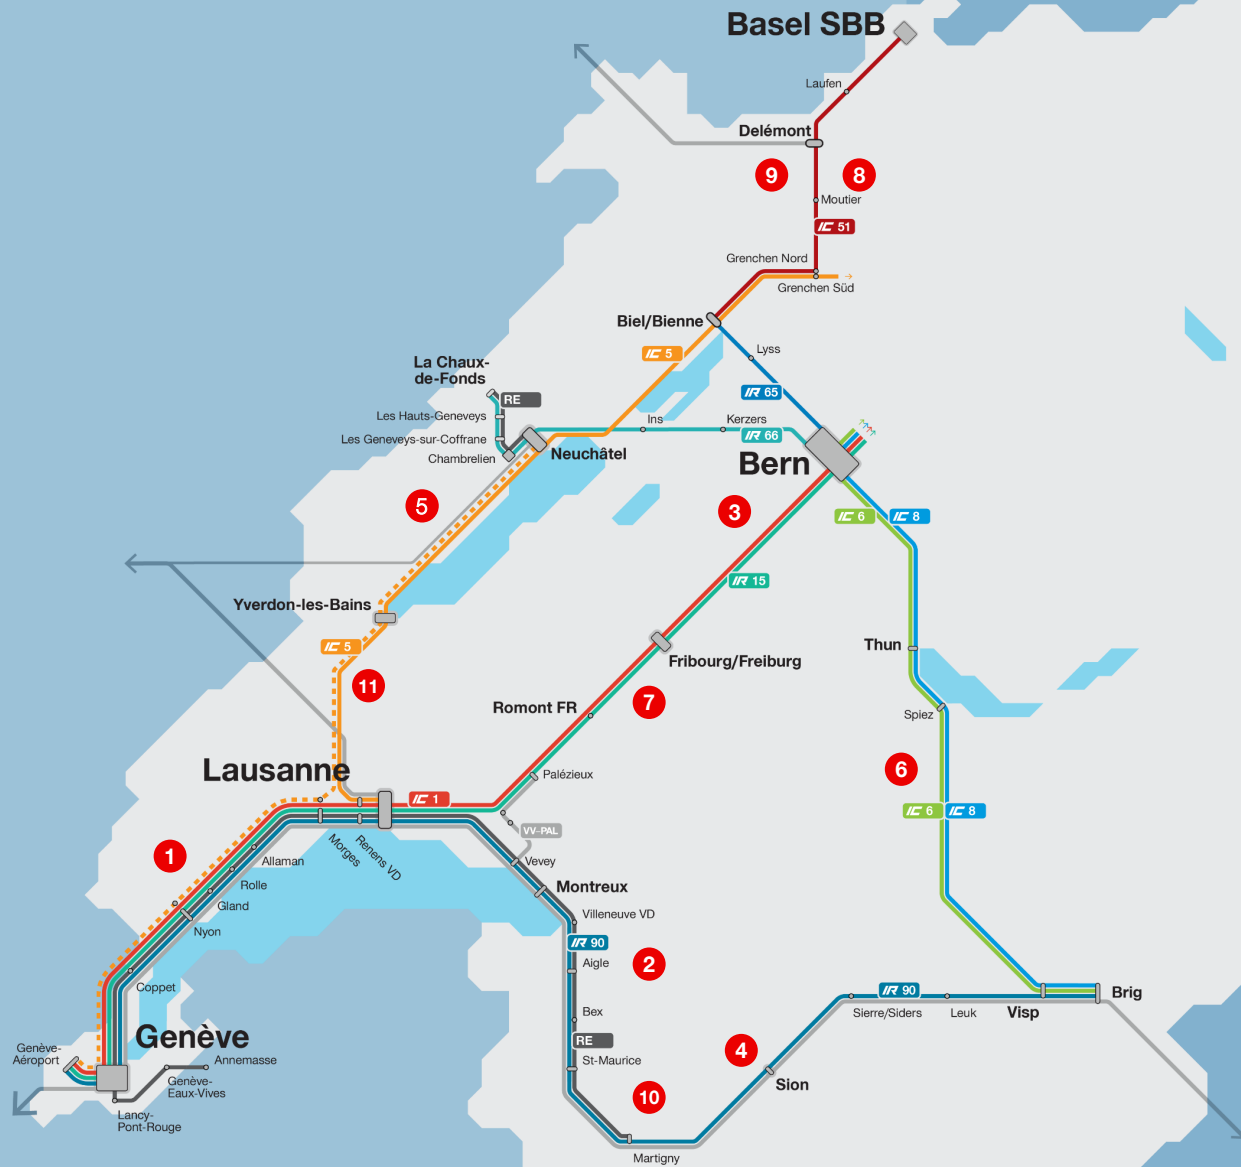 Basel SBB
Laufen
Delémont
9
8
Moutier
IC 51
Grenchen Nord
Grenchen Süd
Biel/Bienne
IC 5
Lyss
La Chaux-
de-Fonds
RE
IR 65
Les Hauts-Geneveys
Ins
Kerzers
IR 66
Les Geneveys-sur-Coffrane
Chambrelien
Neuchâtel
Bern
5
3
IC 6
IC 8
IR 15
Yverdon-les-Bains
IC 5
Thun
Fribourg/Freiburg
11
7
Romont FR
Spiez
Lausanne
Palézieux
6
IC 1
IC 6
IC 8
VV–PAL
Morges
Renens VD
1
Allaman
Vevey
Rolle
Montreux
Gland
Villeneuve VD
Nyon
IR 90
Aigle
2
Coppet
IR 90
Brig
Bex
Sierre/Siders
Leuk
Visp
Genève
RE
Genève-
Aéroport
Annemasse
St-Maurice
4
Genève-
Eaux-Vives
Sion
10
Lancy-
Pont-Rouge
Martigny